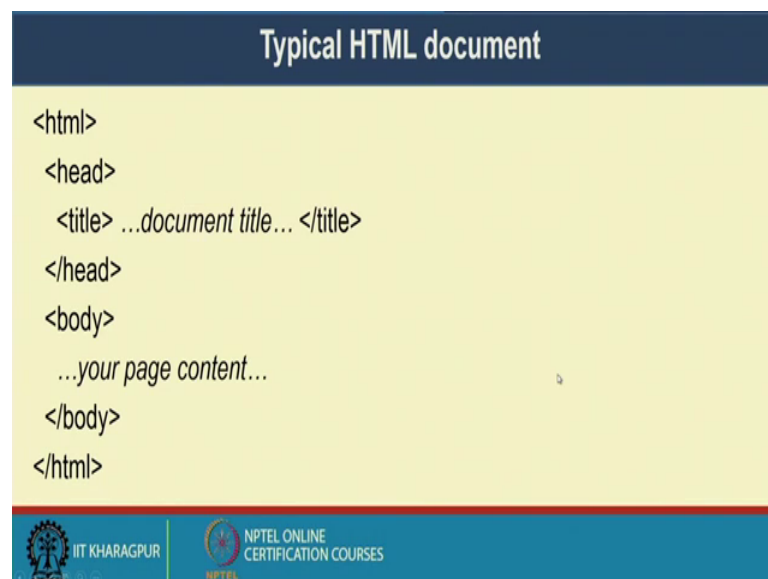 Typical HTML document
<html>
<head>
<title> …document title… </title>
</head>
<body>
…your page content…
</body>
</html>
IIT KHARAGPUR
NPTEL ONLINE
CERTIFICATION COURSES
NPTEL